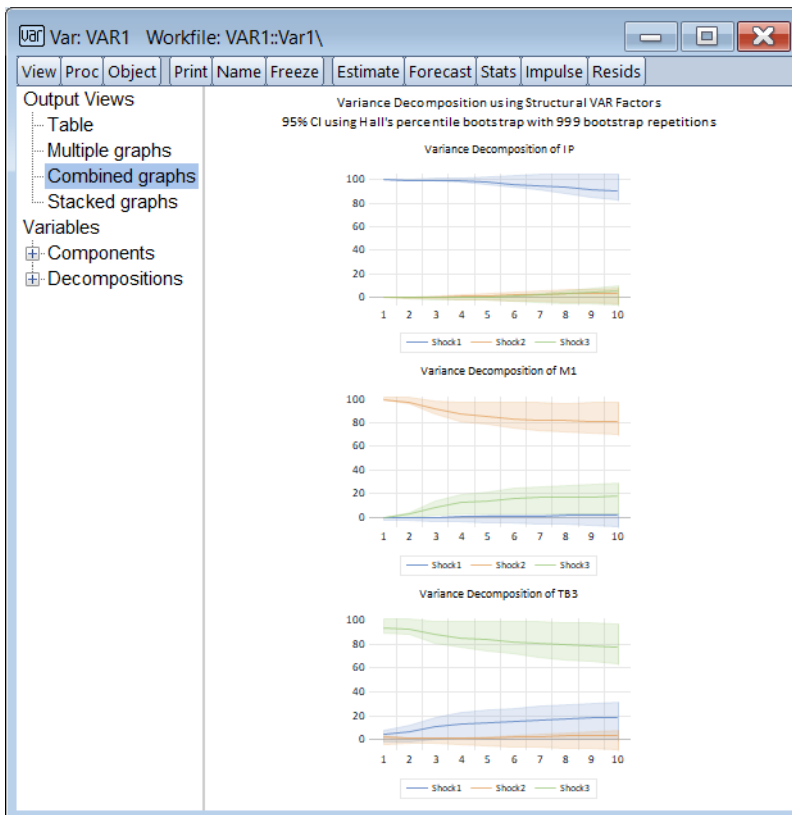 var Var: VAR1 Workfile: VAR1::Var1\
View Proc Object Print Name Freeze Estimate Forecast Stats Impulse Resids
Output Views
Table
Multiple graphs
Combined graphs
Stacked graphs
Variables
Components
Decompositions
Variance Decomposition using Structural VAR Factors
95% CI using Hall's percentile bootstrap with 999 bootstrap repetitions
Variance Decomposition of IP
100
80
60
40
20
0
1 2 3 4 5 6 7 8 9 10
Shock1 Shock2 Shock3
Variance Decomposition of M1
100
80
60
40
20
0
1 2 3 4 5 6 7 8 9 10
Shock1 Shock2 Shock3
Variance Decomposition of TB3
100
80
60
40
20
0
1 2 3 4 5 6 7 8 9 10
Shock1 Shock2 Shock3